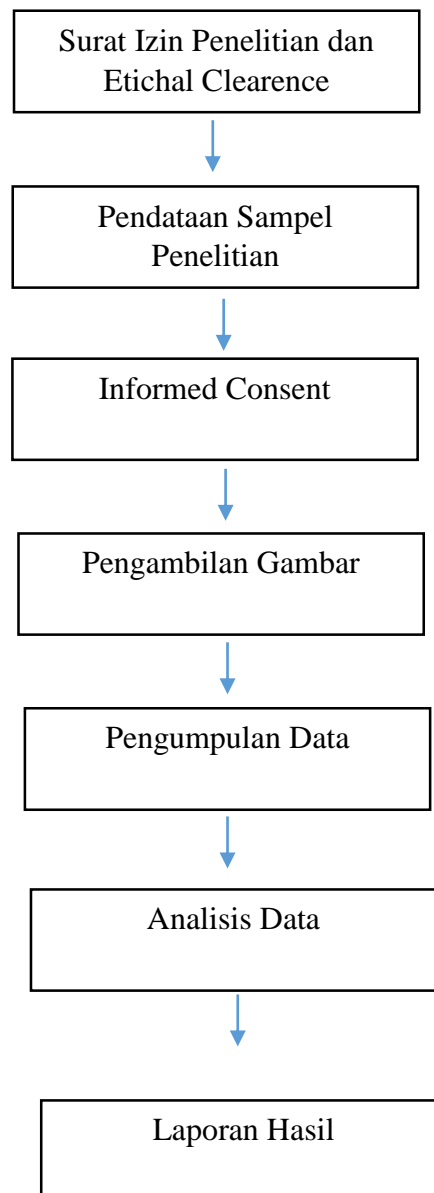 Surat Izin Penelitian dan
Etichal Clearence
Pendataan Sampel
Penelitian
Informed Consent
Pengambilan Gambar
Pengumpulan Data
Analisis Data
Laporan Hasil